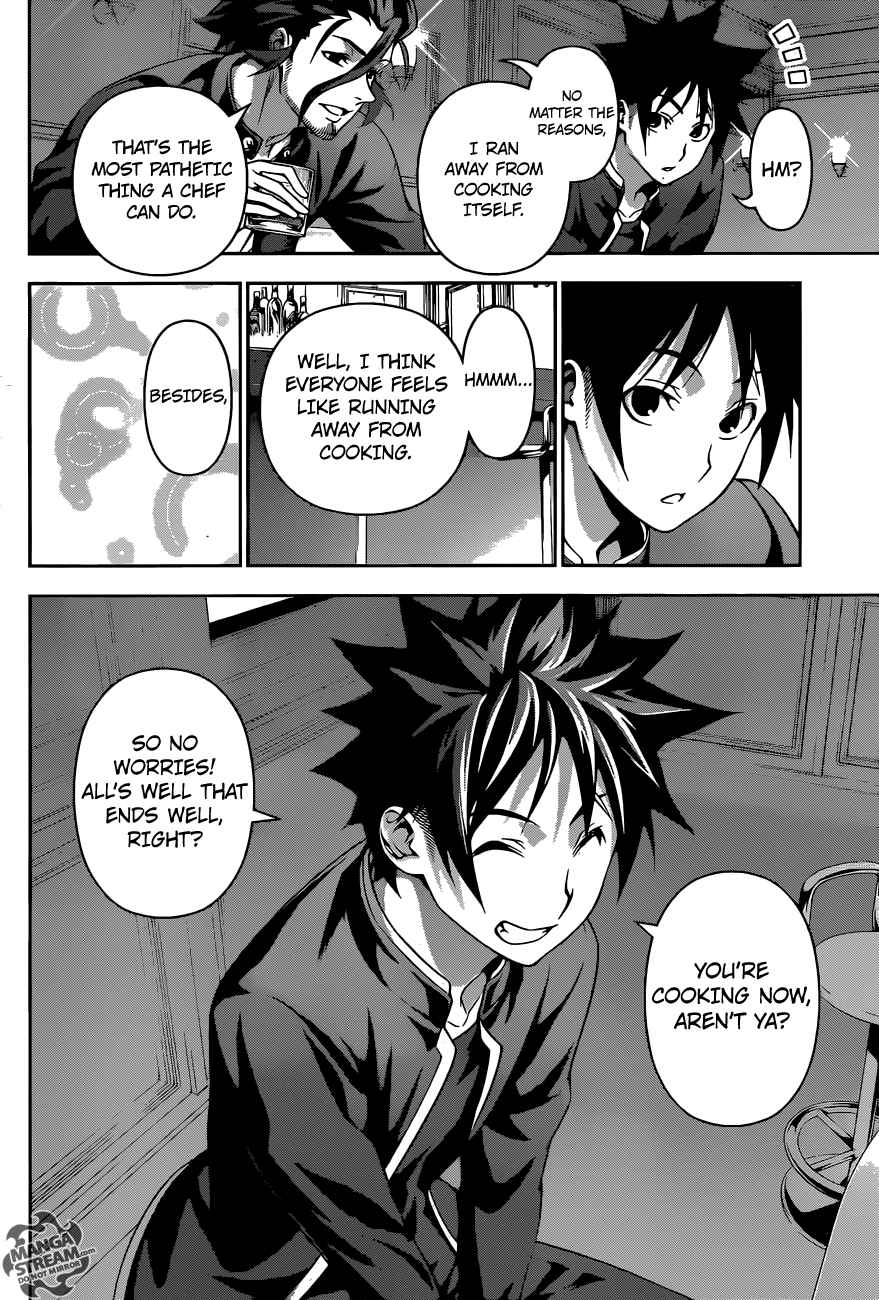 HM?
NO
MATTER THE
REASONS,
I RAN
AWAY FROM
COOKING
ITSELF.
THAT'S THE
MOST PATHETIC
THING A CHEF
CAN DO.
HMMM...
WELL, I THINK
EVERYONE FEELS
LIKE RUNNING
AWAY FROM
COOKING.
BESIDES,
YOU'RE
COOKING NOW,
AREN'T YA?
SO NO
WORRIES!
ALL'S WELL THAT
ENDS WELL,
RIGHT?
MANGA
STREAM.com
DO NOT MIRROR